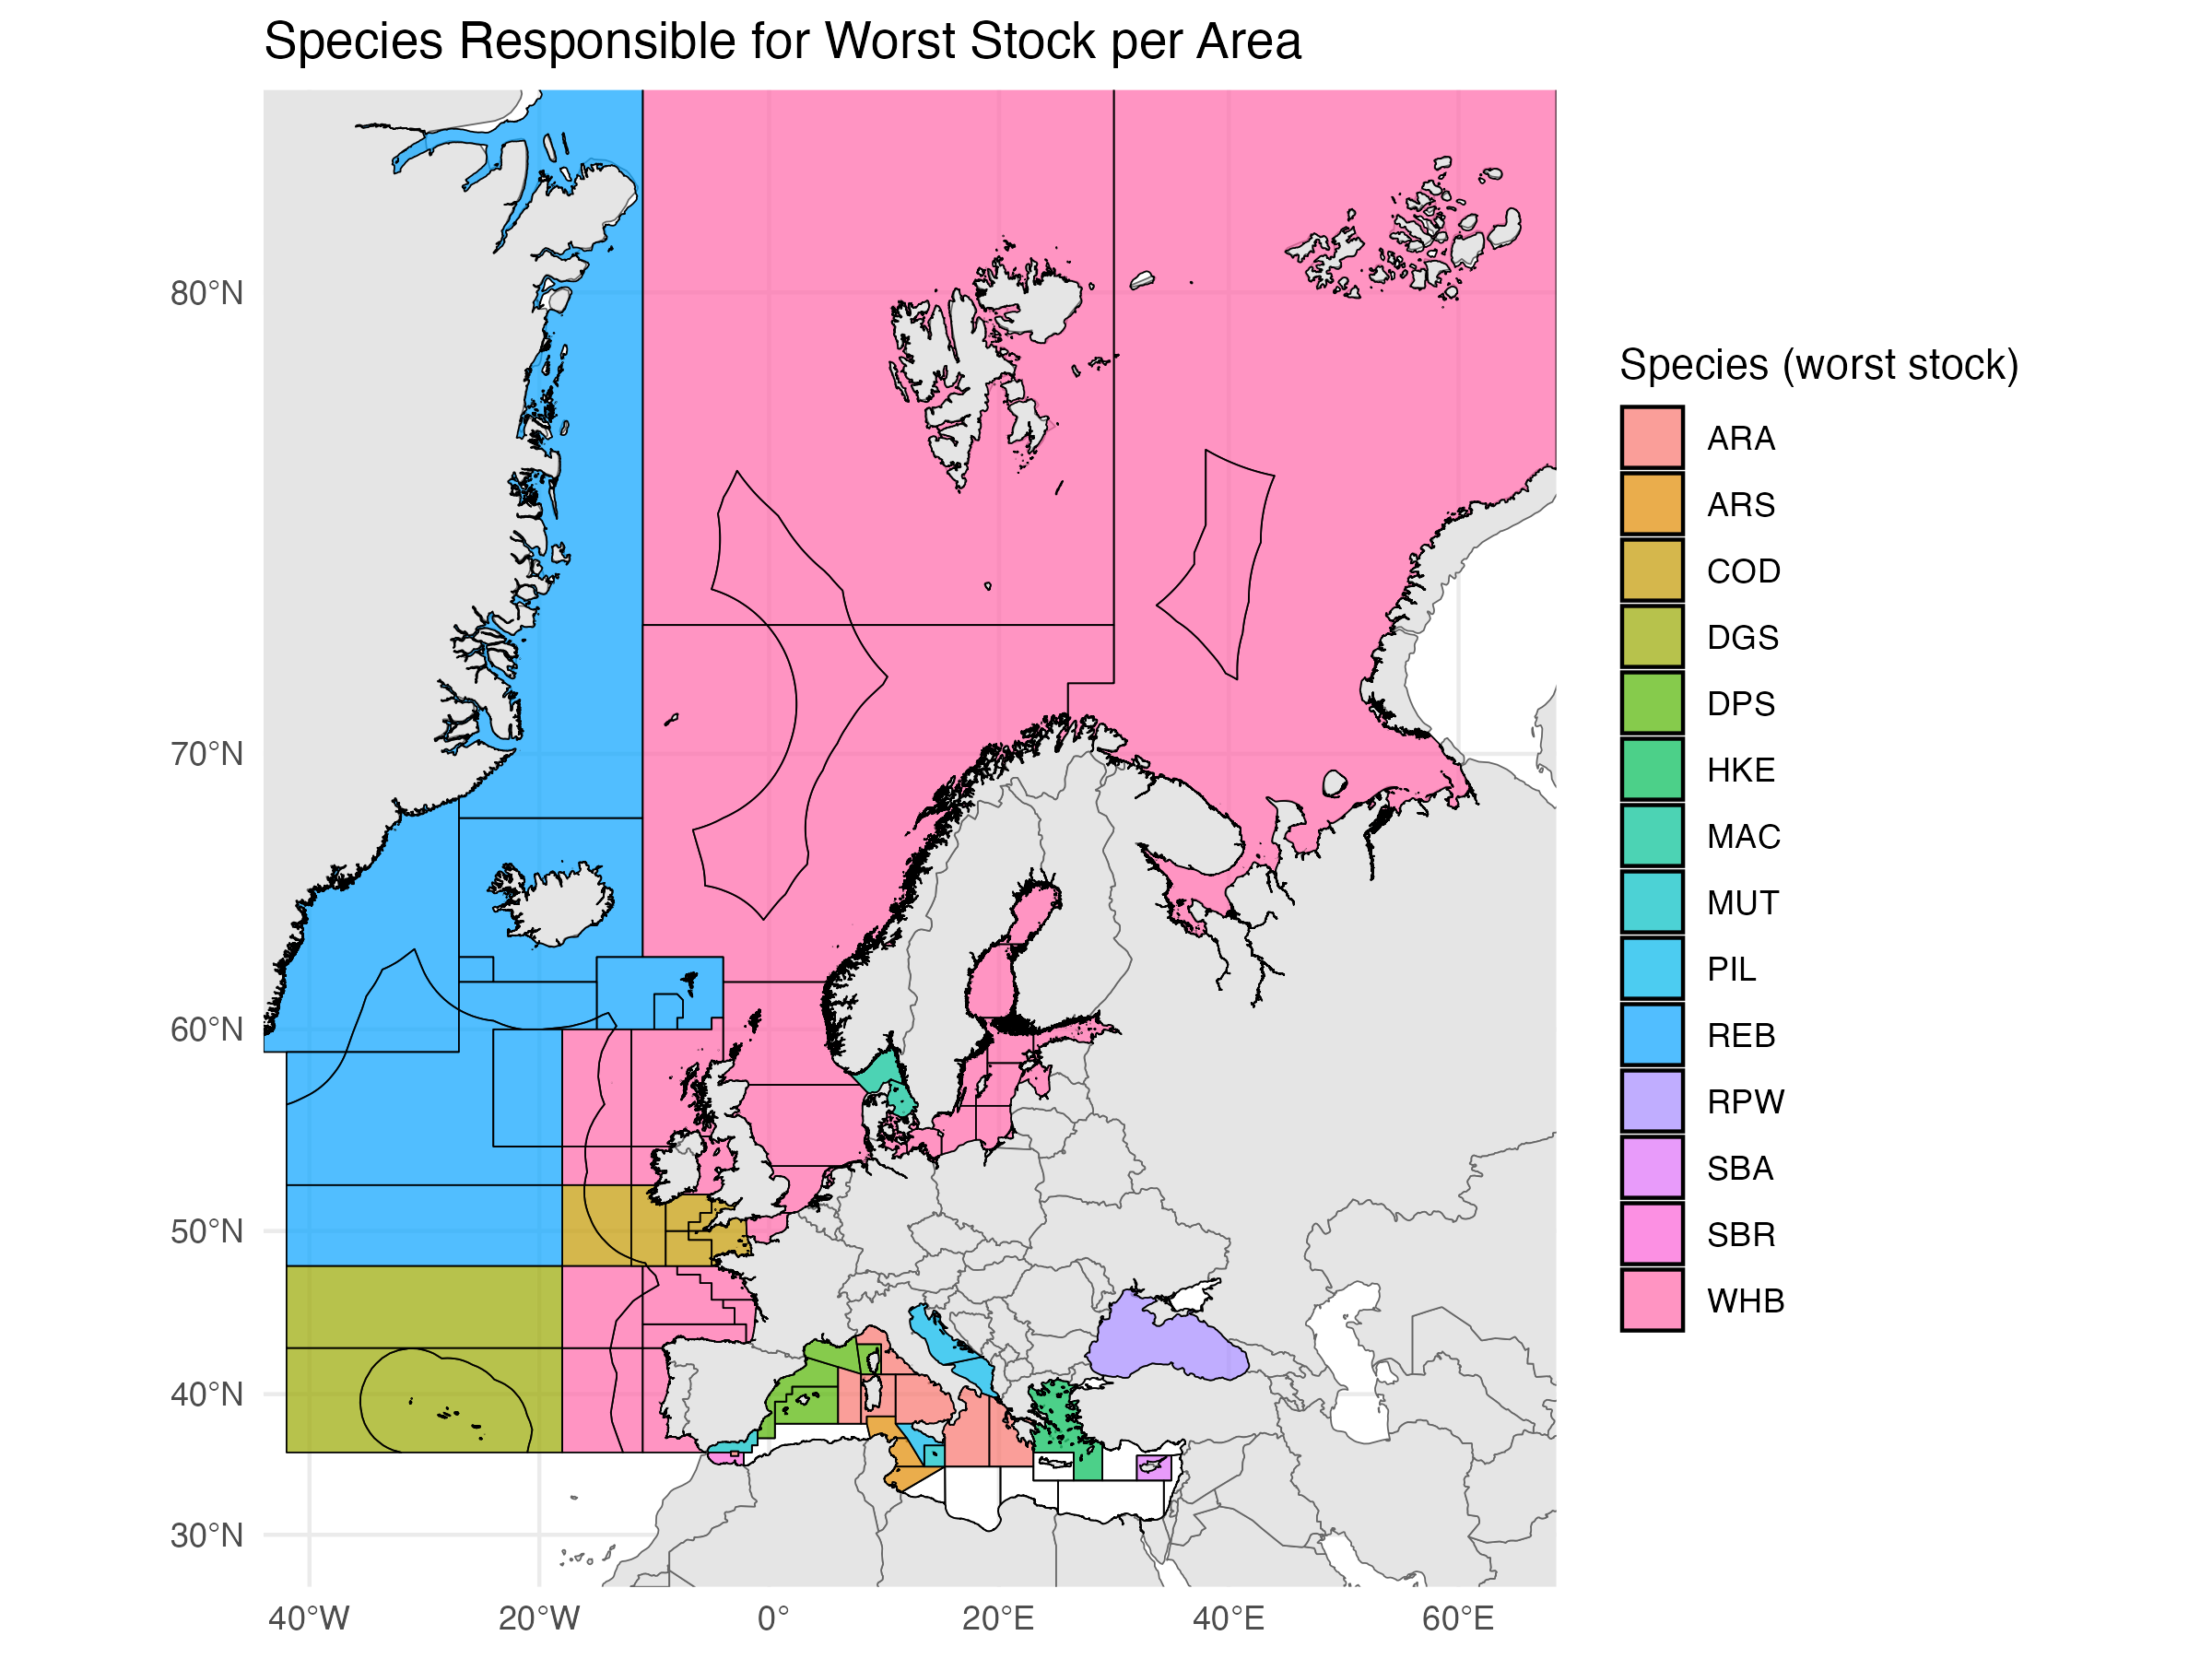 Species Responsible for Worst Stock per Area
80°N
70°N
60°N
50°N
40°N
30°N
40°W
20°W
0°
20°E
40°E
60°E
Species (worst stock)
ARA
ARS
COD
DGS
DPS
HKE
MAC
MUT
PIL
REB
RPW
SBA
SBR
WHB